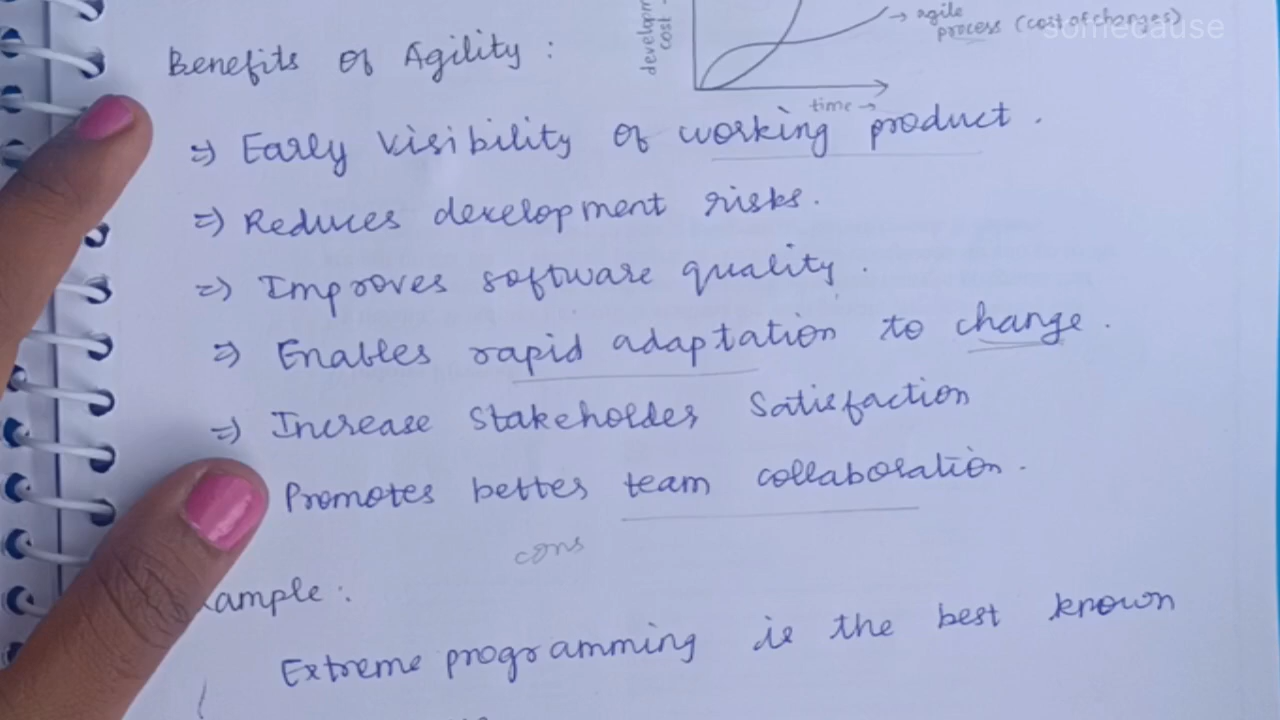 development
cost
→ agile
process (cost of changes)
somecause
time →
Benefits of Agility :
⇒ Early visibility of working product.
⇒ Reduces development risks.
⇒ Improves software quality.
⇒ Enables rapid adaptation to change.
⇒ Increase Stakeholder Satisfaction
Promotes better team collaboration.
cons
xample :
Extreme programming is the best known